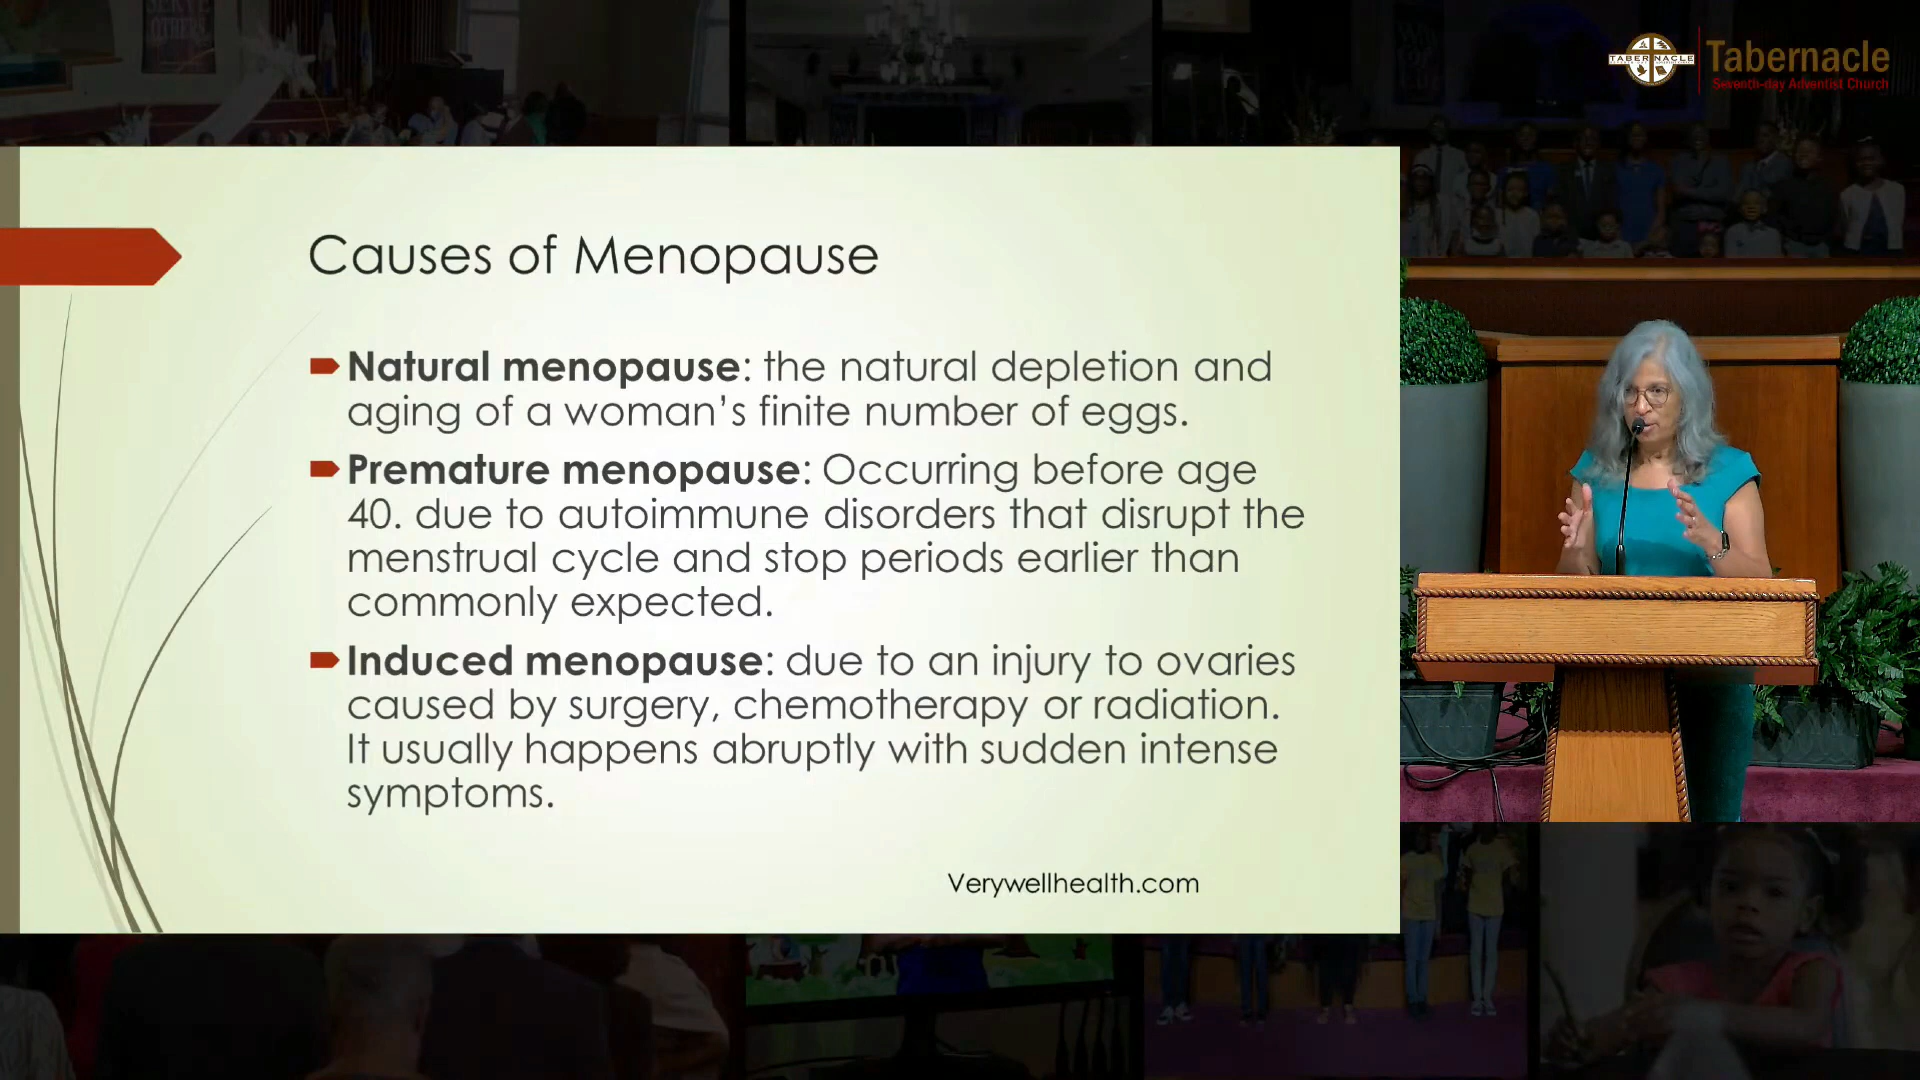 SERVE
OTHERS
TABERNACLE
Tabernacle
Seventh-day Adventist Church
Causes of Menopause
Natural menopause: the natural depletion and
aging of a woman’s finite number of eggs.
Premature menopause: Occurring before age
40. due to autoimmune disorders that disrupt the
menstrual cycle and stop periods earlier than
commonly expected.
Induced menopause: due to an injury to ovaries
caused by surgery, chemotherapy or radiation.
It usually happens abruptly with sudden intense
symptoms.
Verywellhealth.com